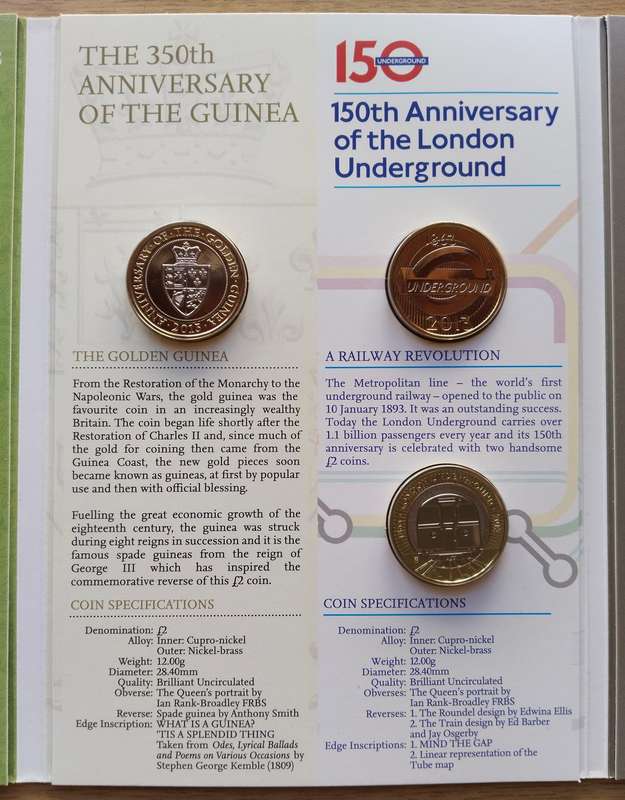 THE 350th
ANNIVERSARY
OF THE GUINEA
ANNIVERSARY · OF · THE · GOLDEN · GUINEA
· 2013 ·
THE GOLDEN GUINEA
From the Restoration of the Monarchy to the
Napoleonic Wars, the gold guinea was the
favourite coin in an increasingly wealthy
Britain. The coin began life shortly after the
Restoration of Charles II and, since much of
the gold for coining then came from the
Guinea Coast, the new gold pieces soon
became known as guineas, at first by popular
use and then with official blessing.
Fuelling the great economic growth of the
eighteenth century, the guinea was struck
during eight reigns in succession and it is the
famous spade guineas from the reign of
George III which has inspired the
commemorative reverse of this £2 coin.
COIN SPECIFICATIONS
Denomination: £2
Alloy: Inner: Cupro-nickel
Outer: Nickel-brass
Weight: 12.00g
Diameter: 28.40mm
Quality: Brilliant Uncirculated
Obverse: The Queen's portrait by
Ian Rank-Broadley FRBS
Reverse: Spade guinea by Anthony Smith
Edge Inscription: WHAT IS A GUINEA?
'TIS A SPLENDID THING
Taken from Odes, Lyrical Ballads
and Poems on Various Occasions by
Stephen George Kemble (1809)
150
UNDERGROUND
150th Anniversary
of the London
Underground
1863
UNDERGROUND
2013
A RAILWAY REVOLUTION
The Metropolitan line – the world's first
underground railway – opened to the public on
10 January 1893. It was an outstanding success.
Today the London Underground carries over
1.1 billion passengers every year and its 150th
anniversary is celebrated with two handsome
£2 coins.
COIN SPECIFICATIONS
Denomination: £2
Alloy: Inner: Cupro-nickel
Outer: Nickel-brass
Weight: 12.00g
Diameter: 28.40mm
Quality: Brilliant Uncirculated
Obverse: The Queen's portrait by
Ian Rank-Broadley FRBS
Reverses: 1. The Roundel design by Edwina Ellis
2. The Train design by Ed Barber
and Jay Osgerby
Edge Inscriptions: 1. MIND THE GAP
2. Linear representation of the
Tube map